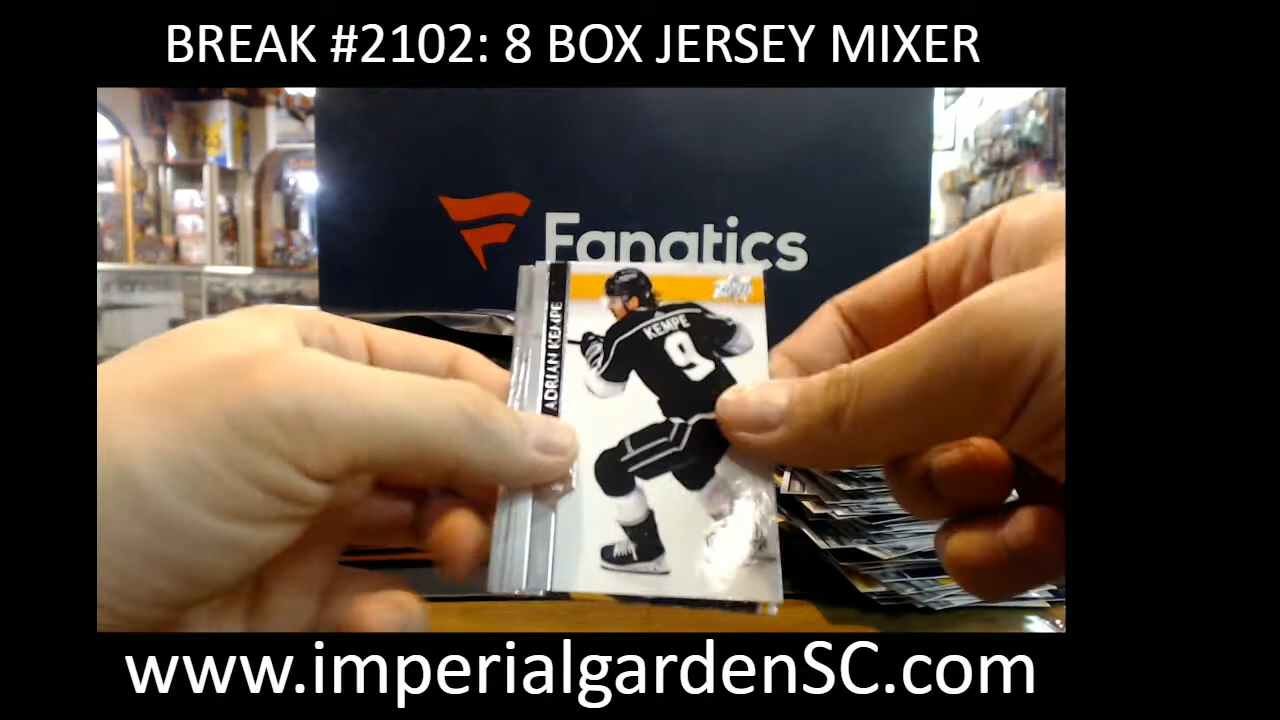 BREAK #2102: 8 BOX JERSEY MIXER
Fanatics
ADRIAN KEMPE
KEMPE
9
www.imperialgardenSC.com